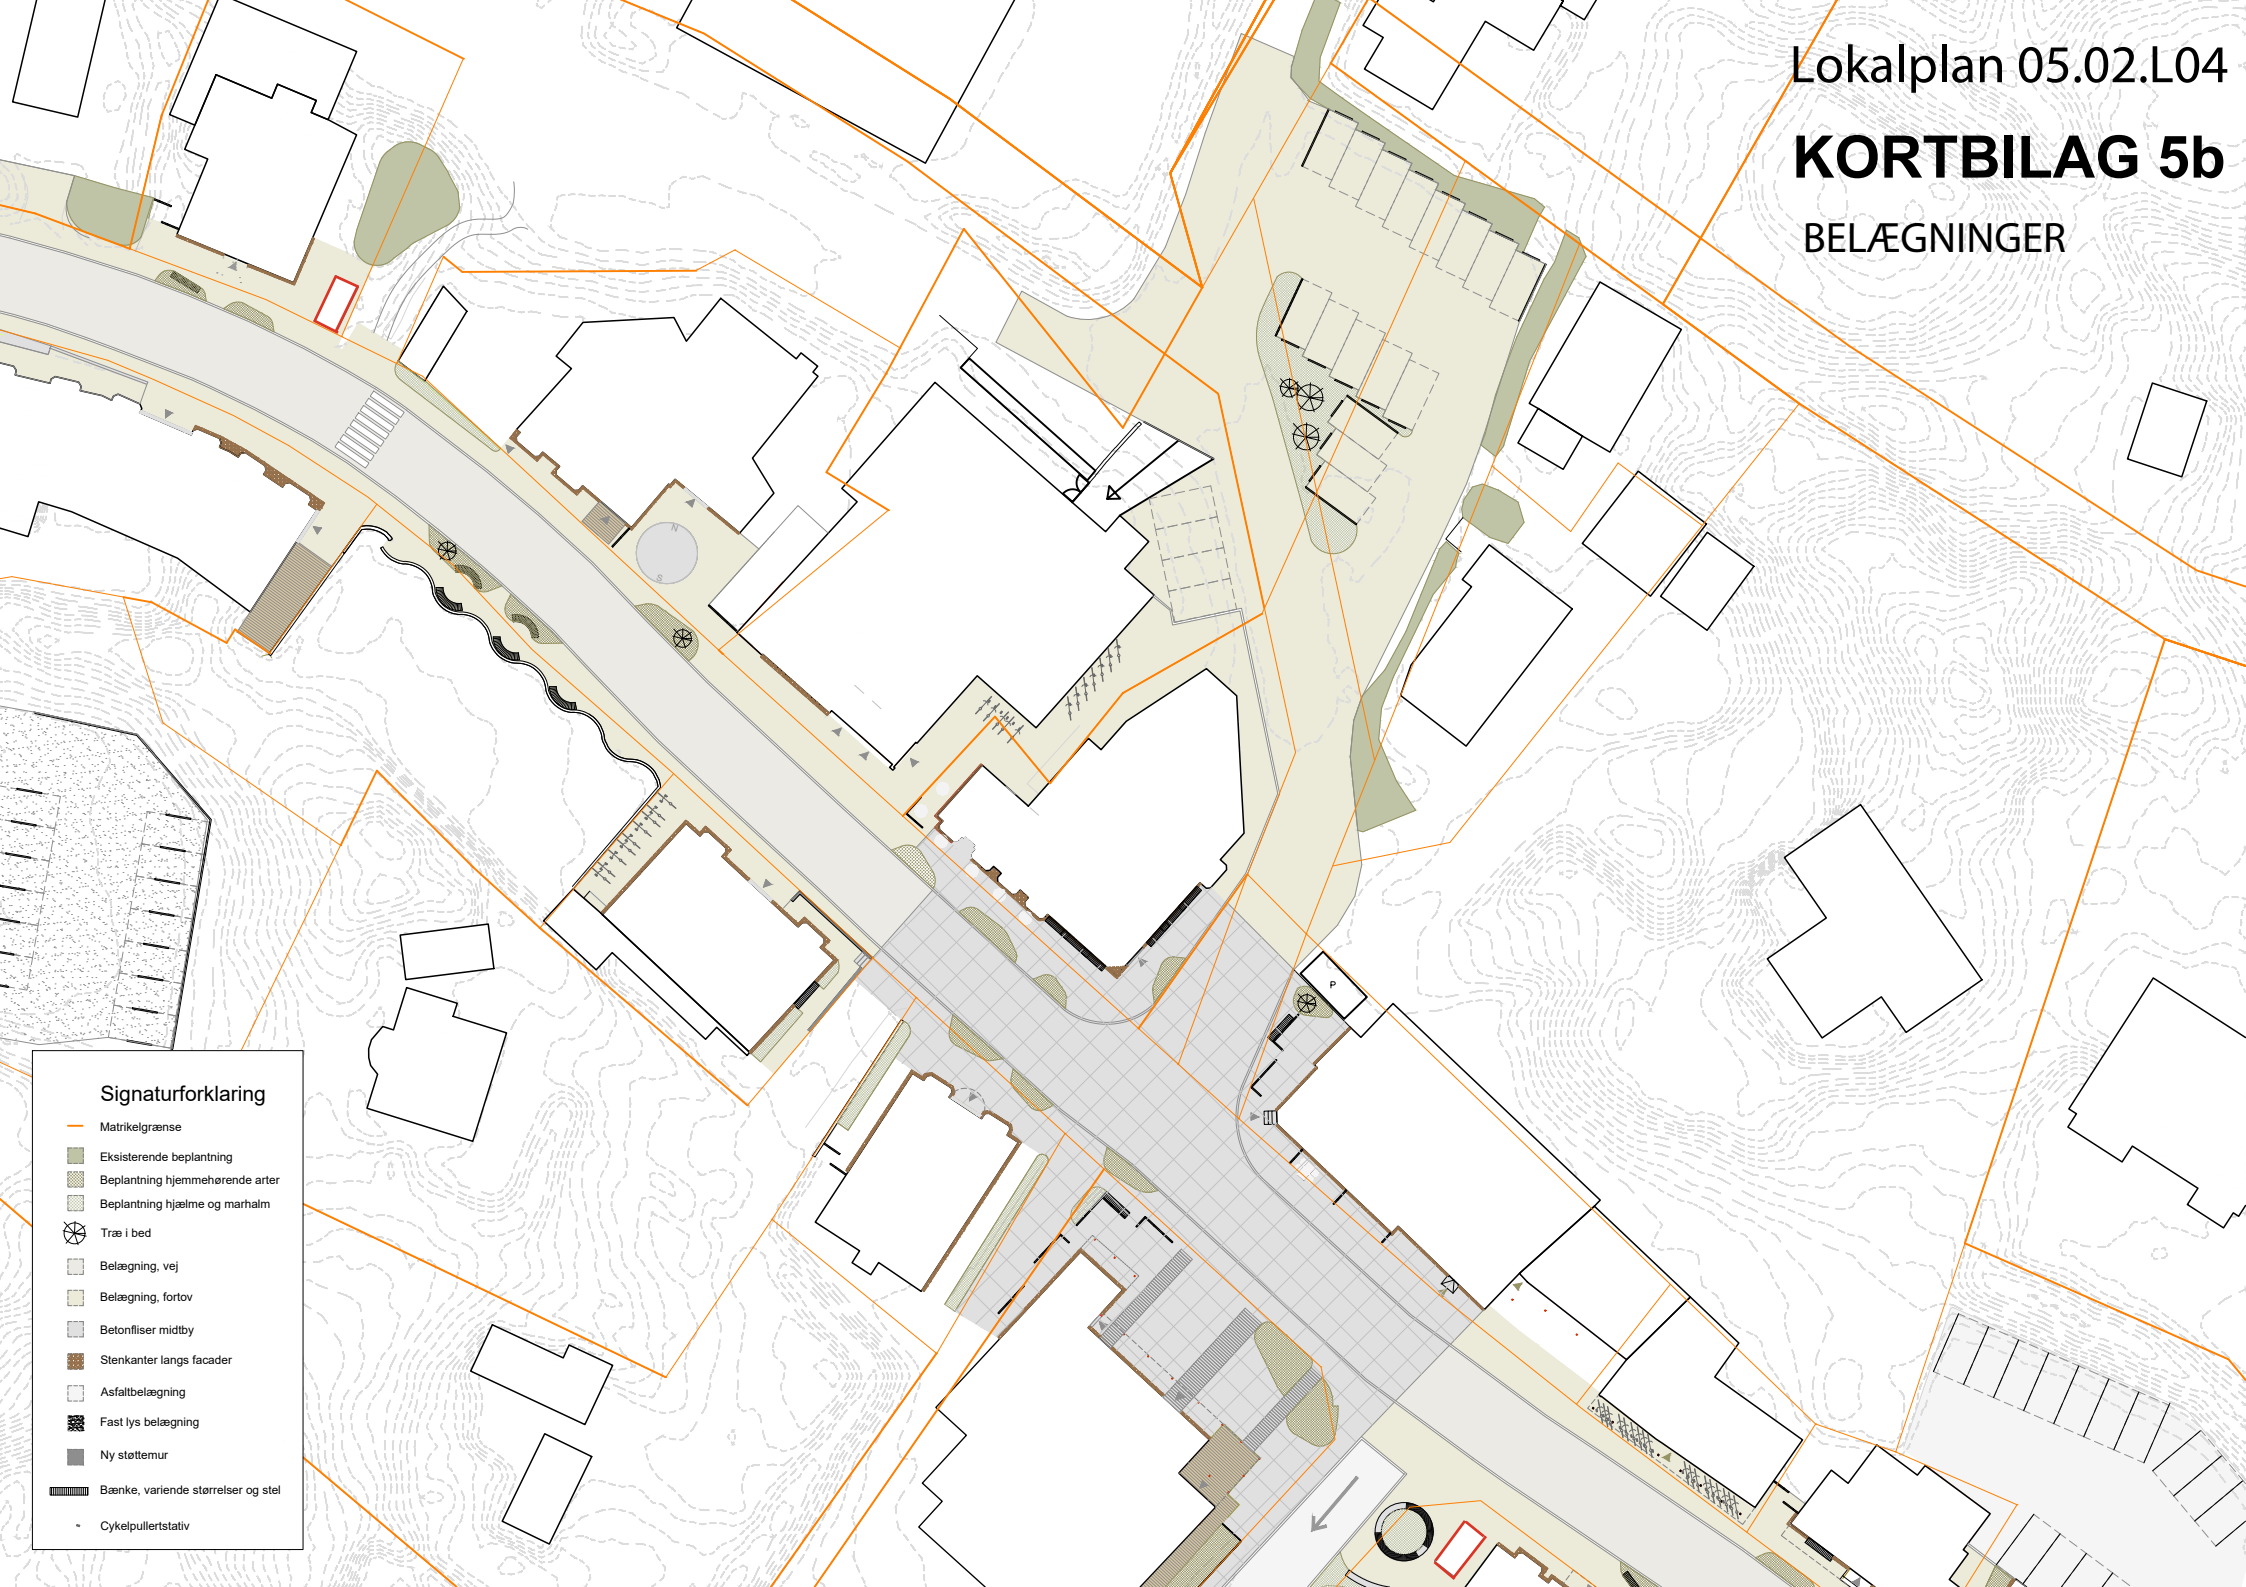 Lokalplan 05.02.L04
KORTBILAG 5b
BELÆGNINGER
N
S
P
Signaturforklaring
Matrikelgrænse
Eksisterende beplantning
Beplantning hjemmehørende arter
Beplantning hjælme og marhalm
Træ i bed
Belægning, vej
Belægning, fortov
Betonfliser midtby
Stenkanter langs facader
Asfaltbelægning
Fast lys belægning
Ny støttemur
Bænke, variende størrelser og stel
Cykelpullertstativ